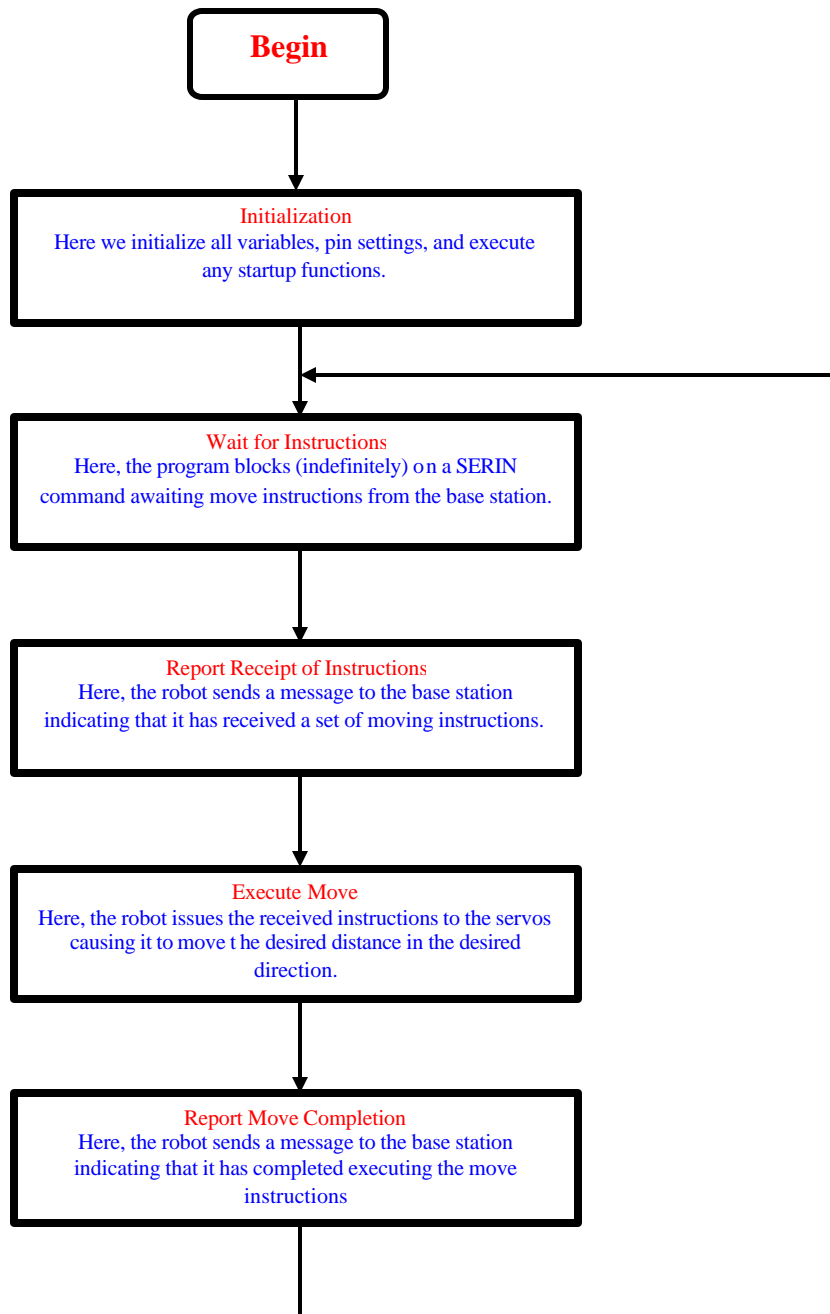 Begin
Initialization
Here we initialize all variables, pin settings, and execute
any startup functions.
Wait for Instructions
Here, the program blocks (indefinitely) on a SERIN
command awaiting move instructions from the base station.
Report Receipt of Instructions
Here, the robot sends a message to the base station
indicating that it has received a set of moving instructions.
Execute Move
Here, the robot issues the received instructions to the servos
causing it to move t he desired distance in the desired
direction.
Report Move Completion
Here, the robot sends a message to the base station
indicating that it has completed executing the move
instructions